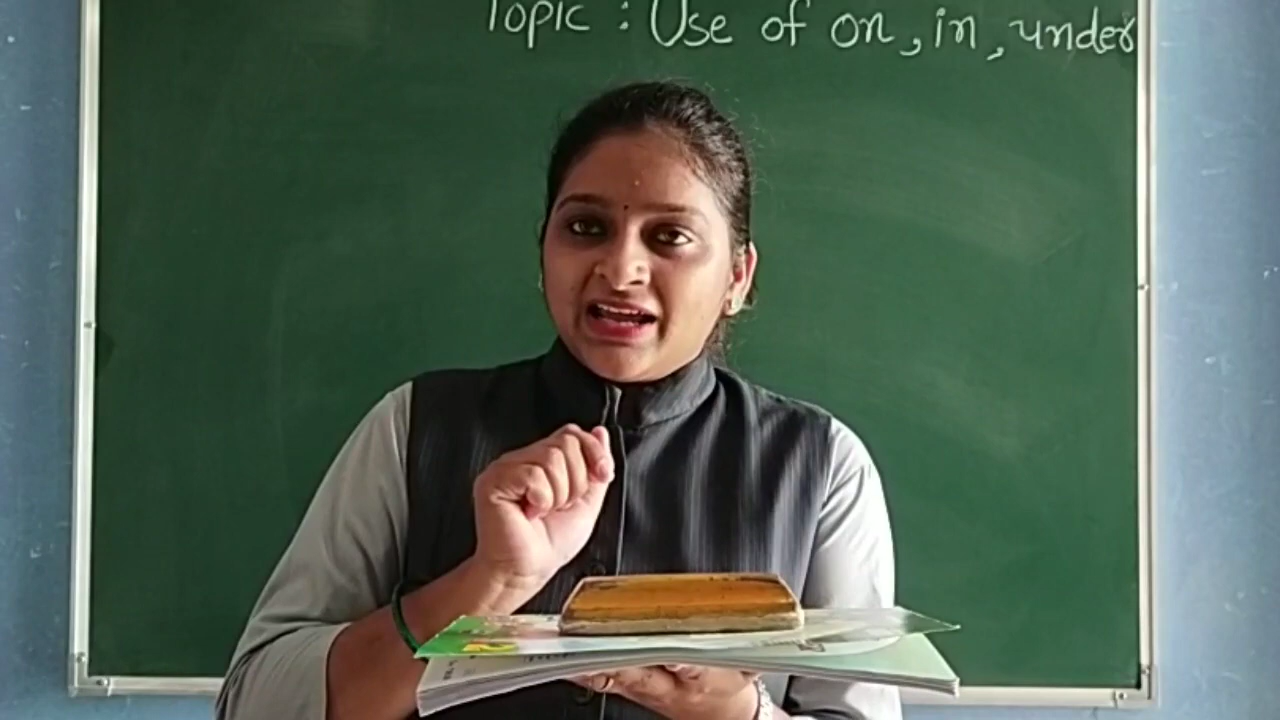 Topic : Use of on, in, under